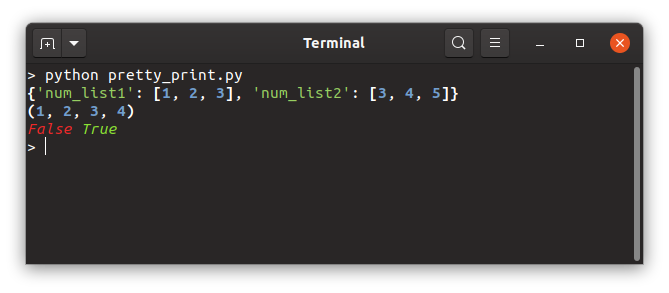 Terminal
> python pretty_print.py
{'num_list1': [1, 2, 3], 'num_list2': [3, 4, 5]}
(1, 2, 3, 4)
False True
>